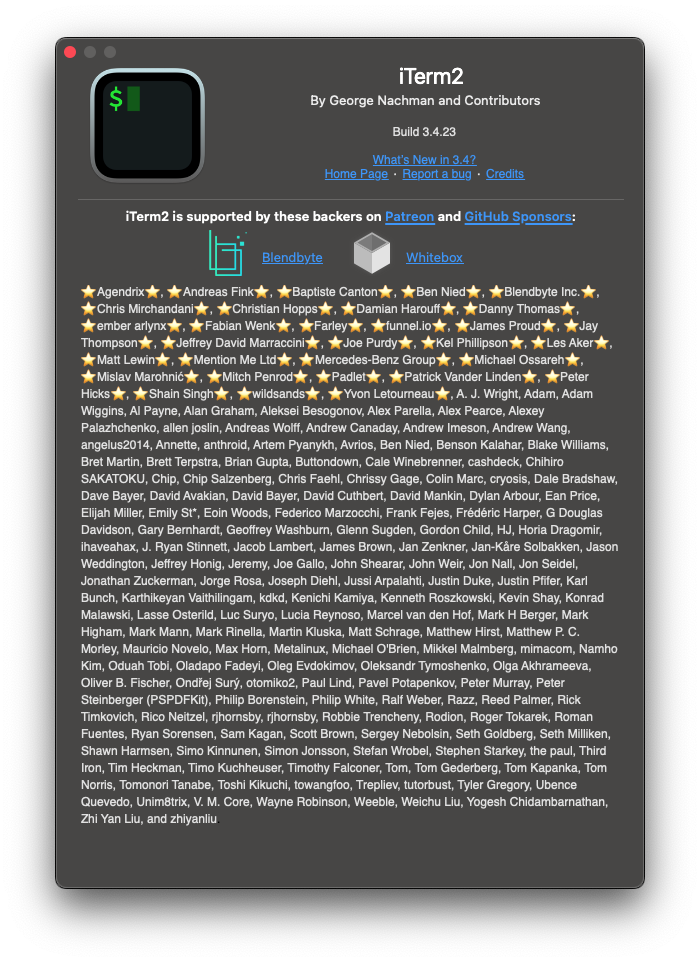 $
iTerm2
By George Nachman and Contributors
Build 3.4.23
What's New in 3.4?
Home Page · Report a bug · Credits
iTerm2 is supported by these backers on Patreon and GitHub Sponsors:
Blendbyte Whitebox
⭐Agendrix⭐, ⭐Andreas Fink⭐, ⭐Baptiste Canton⭐, ⭐Ben Nied⭐, ⭐Blendbyte Inc.⭐,
⭐Chris Mirchandani⭐, ⭐Christian Hopps⭐, ⭐Damian Harouff⭐, ⭐Danny Thomas⭐,
⭐ember arlynx⭐, ⭐Fabian Wenk⭐, ⭐Farley⭐, ⭐funnel.io⭐, ⭐James Proud⭐, ⭐Jay
Thompson⭐, ⭐Jeffrey David Marraccini⭐, ⭐Joe Purdy⭐, ⭐Kel Phillipson⭐, ⭐Les Aker⭐,
⭐Matt Lewin⭐, ⭐Mention Me Ltd⭐, ⭐Mercedes-Benz Group⭐, ⭐Michael Ossareh⭐,
⭐Mislav Marohnić⭐, ⭐Mitch Penrod⭐, ⭐Padlet⭐, ⭐Patrick Vander Linden⭐, ⭐Peter
Hicks⭐, ⭐Shain Singh⭐, ⭐wildsands⭐, ⭐Yvon Letourneau⭐, A. J. Wright, Adam, Adam
Wiggins, Al Payne, Alan Graham, Aleksei Besogonov, Alex Parella, Alex Pearce, Alexey
Palazhchenko, allen joslin, Andreas Wolff, Andrew Canaday, Andrew Imeson, Andrew Wang,
angelus2014, Annette, anthroid, Artem Pyanykh, Avrios, Ben Nied, Benson Kalahar, Blake Williams,
Bret Martin, Brett Terpstra, Brian Gupta, Buttondown, Cale Winebrenner, cashdeck, Chihiro
SAKATOKU, Chip, Chip Salzenberg, Chris Faehl, Chrissy Gage, Colin Marc, cryosis, Dale Bradshaw,
Dave Bayer, David Avakian, David Bayer, David Cuthbert, David Mankin, Dylan Arbour, Ean Price,
Elijah Miller, Emily St*, Eoin Woods, Federico Marzocchi, Frank Fejes, Frédéric Harper, G Douglas
Davidson, Gary Bernhardt, Geoffrey Washburn, Glenn Sugden, Gordon Child, HJ, Horia Dragomir,
ihaveahax, J. Ryan Stinnett, Jacob Lambert, James Brown, Jan Zenkner, Jan-Kåre Solbakken, Jason
Weddington, Jeffrey Honig, Jeremy, Joe Gallo, John Shearar, John Weir, Jon Nall, Jon Seidel,
Jonathan Zuckerman, Jorge Rosa, Joseph Diehl, Jussi Arpalahti, Justin Duke, Justin Pfifer, Karl
Bunch, Karthikeyan Vaithilingam, kdkd, Kenichi Kamiya, Kenneth Roszkowski, Kevin Shay, Konrad
Malawski, Lasse Osterild, Luc Suryo, Lucia Reynoso, Marcel van den Hof, Mark H Berger, Mark
Higham, Mark Mann, Mark Rinella, Martin Kluska, Matt Schrage, Matthew Hirst, Matthew P. C.
Morley, Mauricio Novelo, Max Horn, Metalinux, Michael O'Brien, Mikkel Malmberg, mimacom, Namho
Kim, Oduah Tobi, Oladapo Fadeyi, Oleg Evdokimov, Oleksandr Tymoshenko, Olga Akhrameeva,
Oliver B. Fischer, Ondřej Surý, otomiko2, Paul Lind, Pavel Potapenkov, Peter Murray, Peter
Steinberger (PSPDFKit), Philip Borenstein, Philip White, Ralf Weber, Razz, Reed Palmer, Rick
Timkovich, Rico Neitzel, rjhornsby, rjhornsby, Robbie Trencheny, Rodion, Roger Tokarek, Roman
Fuentes, Ryan Sorensen, Sam Kagan, Scott Brown, Sergey Nebolsin, Seth Goldberg, Seth Milliken,
Shawn Harmsen, Simo Kinnunen, Simon Jonsson, Stefan Wrobel, Stephen Starkey, the paul, Third
Iron, Tim Heckman, Timo Kuchheuser, Timothy Falconer, Tom, Tom Gederberg, Tom Kapanka, Tom
Norris, Tomonori Tanabe, Toshi Kikuchi, towangfoo, Trepliev, tutorbust, Tyler Gregory, Ubence
Quevedo, Unim8trix, V. M. Core, Wayne Robinson, Weeble, Weichu Liu, Yogesh Chidambarnathan,
Zhi Yan Liu, and zhiyanliu